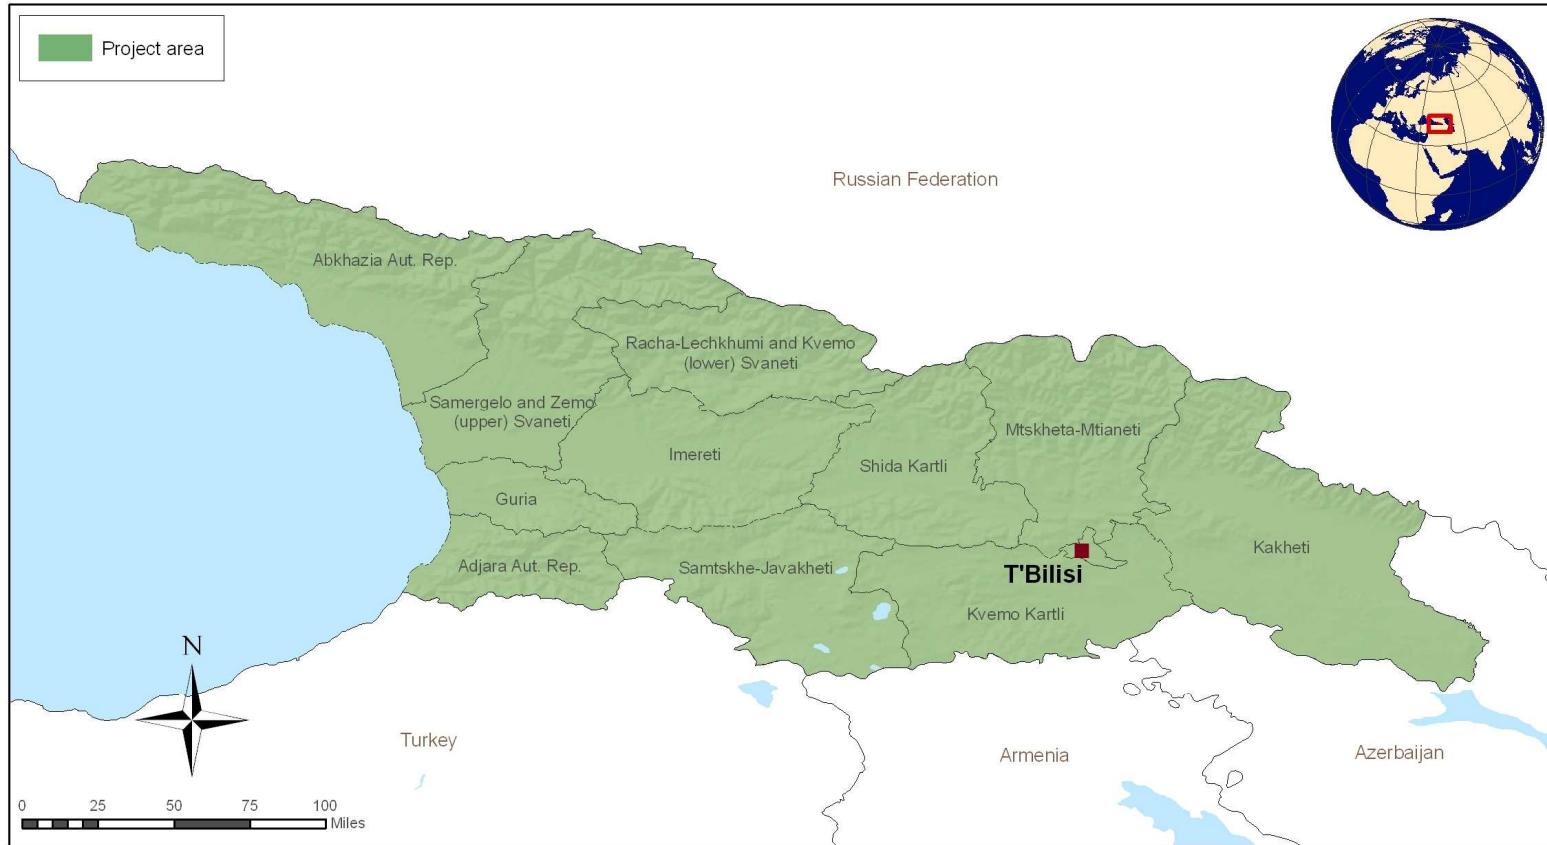 Project area
Russian Federation
Abkhazia Aut. Rep.
Racha-Lechkhumi and Kvemo
(lower) Svaneti
Samergelo and Zemo
(upper) Svaneti
Mtskheta-Mtianeti
Imereti
Shida Kartli
Guria
Kakheti
Adjara Aut. Rep.
Samtskhe-Javakheti
T'Bilisi
Kvemo Kartli
N
Turkey
Armenia
Azerbaijan
0 25 50 75 100
Miles